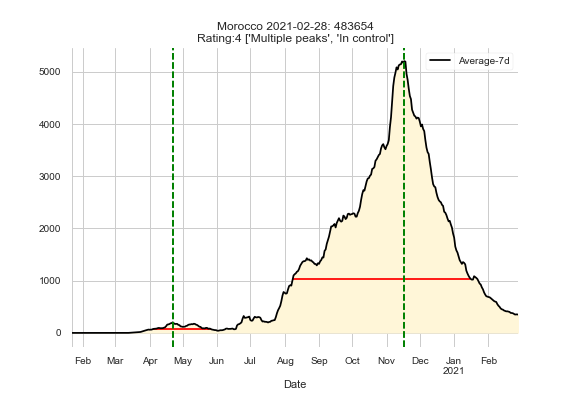 Morocco 2021-02-28: 483654
Rating:4 ['Multiple peaks', 'In control']
Average-7d
5000
4000
3000
2000
1000
0
Feb Mar Apr May Jun Jul Aug Sep Oct Nov Dec Jan Feb
2021
Date